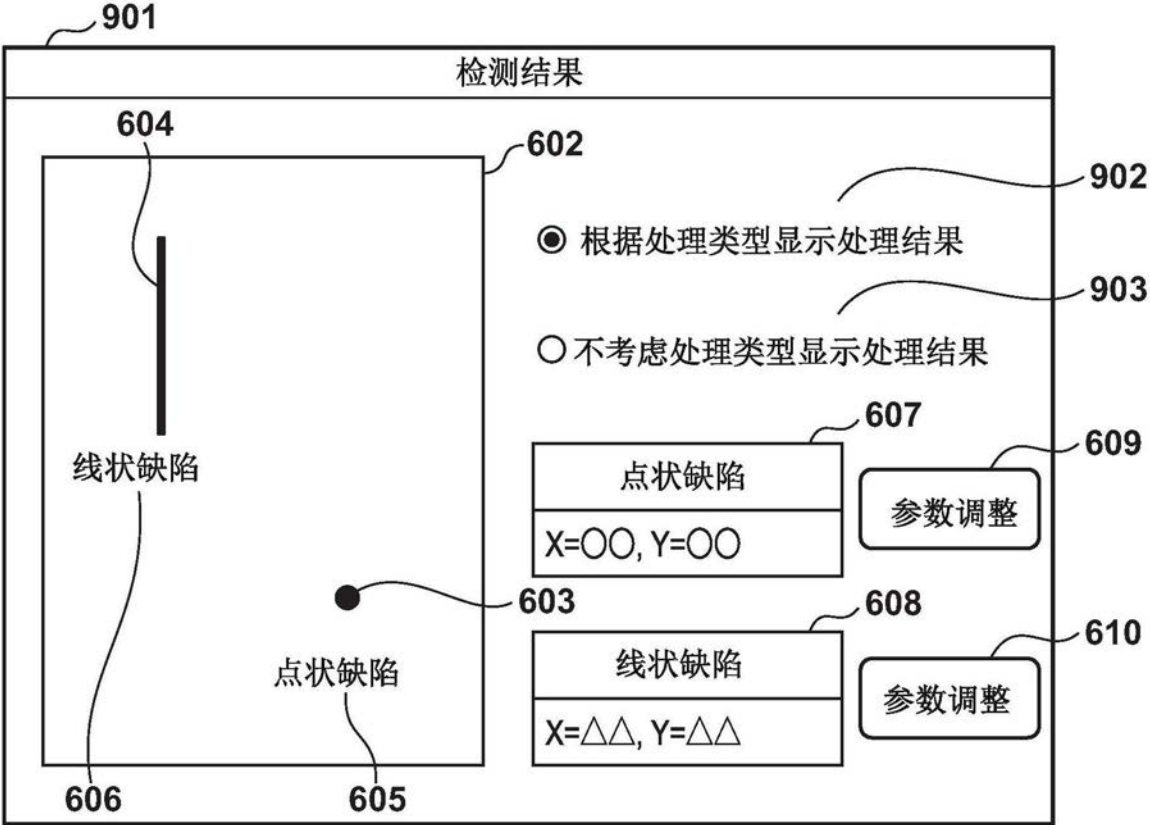 901
检测结果
604
602
902
根据处理类型显示处理结果
903
不考虑处理类型显示处理结果
607
609
线状缺陷
点状缺陷
参数调整
X=○○, Y=○○
603
608
610
点状缺陷
线状缺陷
参数调整
X=△△, Y=△△
606
605